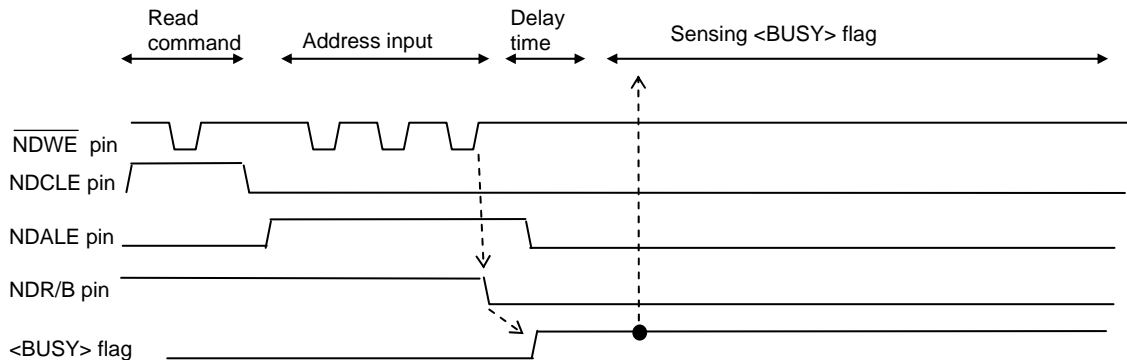 Read command
Address input
Delay time
Sensing <BUSY> flag
NDWE pin
NDCLE pin
NDALE pin
NDR/B pin
<BUSY> flag